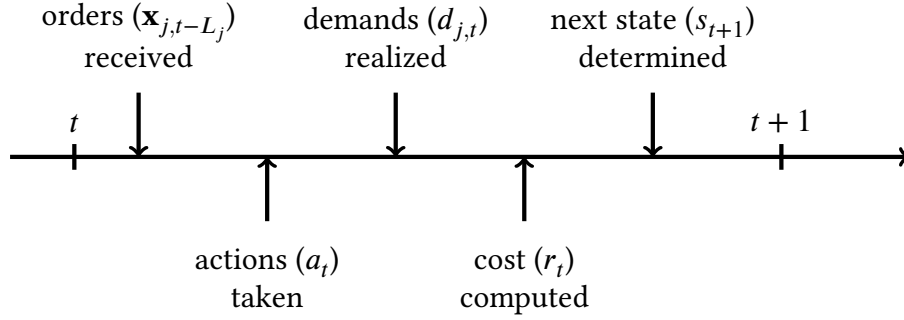 orders (𝐱_{j,t−L_j})
received
demands (d_{j,t})
realized
next state (s_{t+1})
determined
t
t + 1
actions (a_t)
taken
cost (r_t)
computed